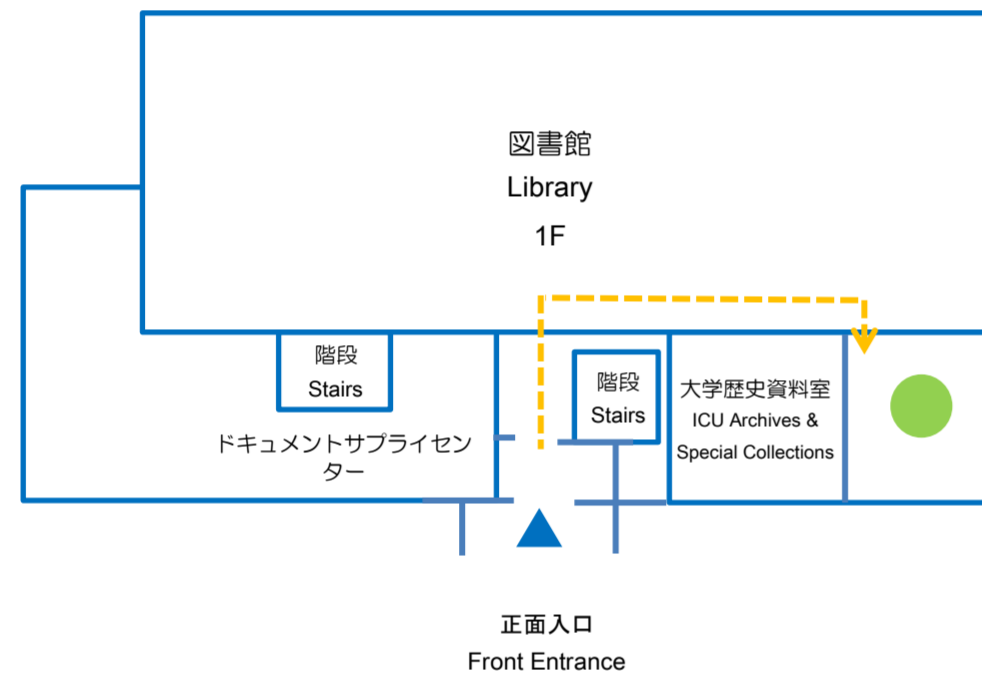 図書館
Library
1F
階段
Stairs
ドキュメントサプライセン
ター
階段
Stairs
大学歴史資料室
ICU Archives &
Special Collections
正面入口
Front Entrance